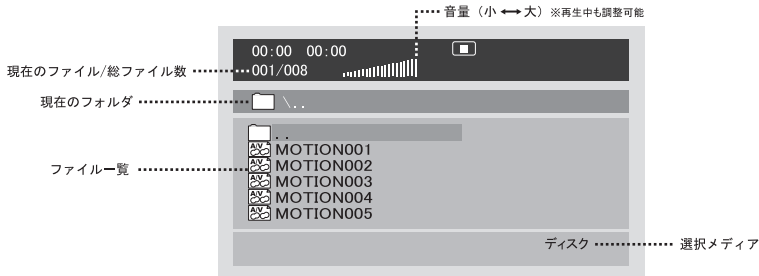 音量（小 ⟷ 大）※再生中も調整可能
00:00 00:00
現在のファイル/総ファイル数
001/008
現在のフォルダ
\..
..
MOTION001
MOTION002
ファイル一覧
MOTION003
MOTION004
MOTION005
ディスク
選択メディア